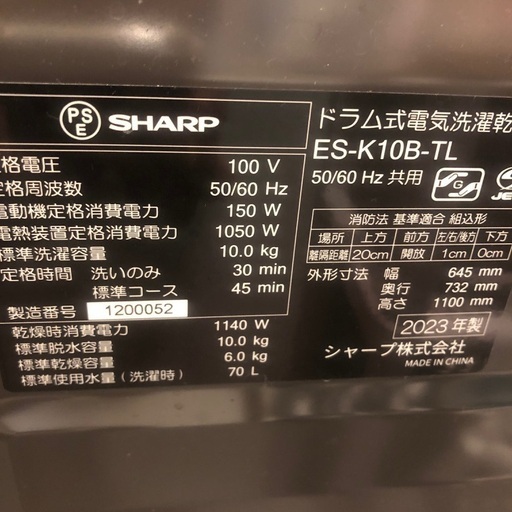 PSE SHARP
格電圧 100 V
定格周波数 50/60 Hz
電動機定格消費電力 150 W
電熱装置定格消費電力 1050 W
標準洗濯容量 10.0 kg
定格時間 洗いのみ 30 min
標準コース 45 min
製造番号 1200052
乾燥時消費電力 1140 W
標準脱水容量 10.0 kg
標準乾燥容量 6.0 kg
標準使用水量(洗濯時) 70 L
ドラム式電気洗濯乾
ES-K10B-TL
50/60 Hz 共用
消防法 基準適合 組込形
場所 上方 前方 左/右/後方 下方
離隔距離 20cm 開放 1cm 0cm
外形寸法 幅 645 mm
奥行 732 mm
高さ 1100 mm
2023 年製
シャープ株式会社
MADE IN CHINA